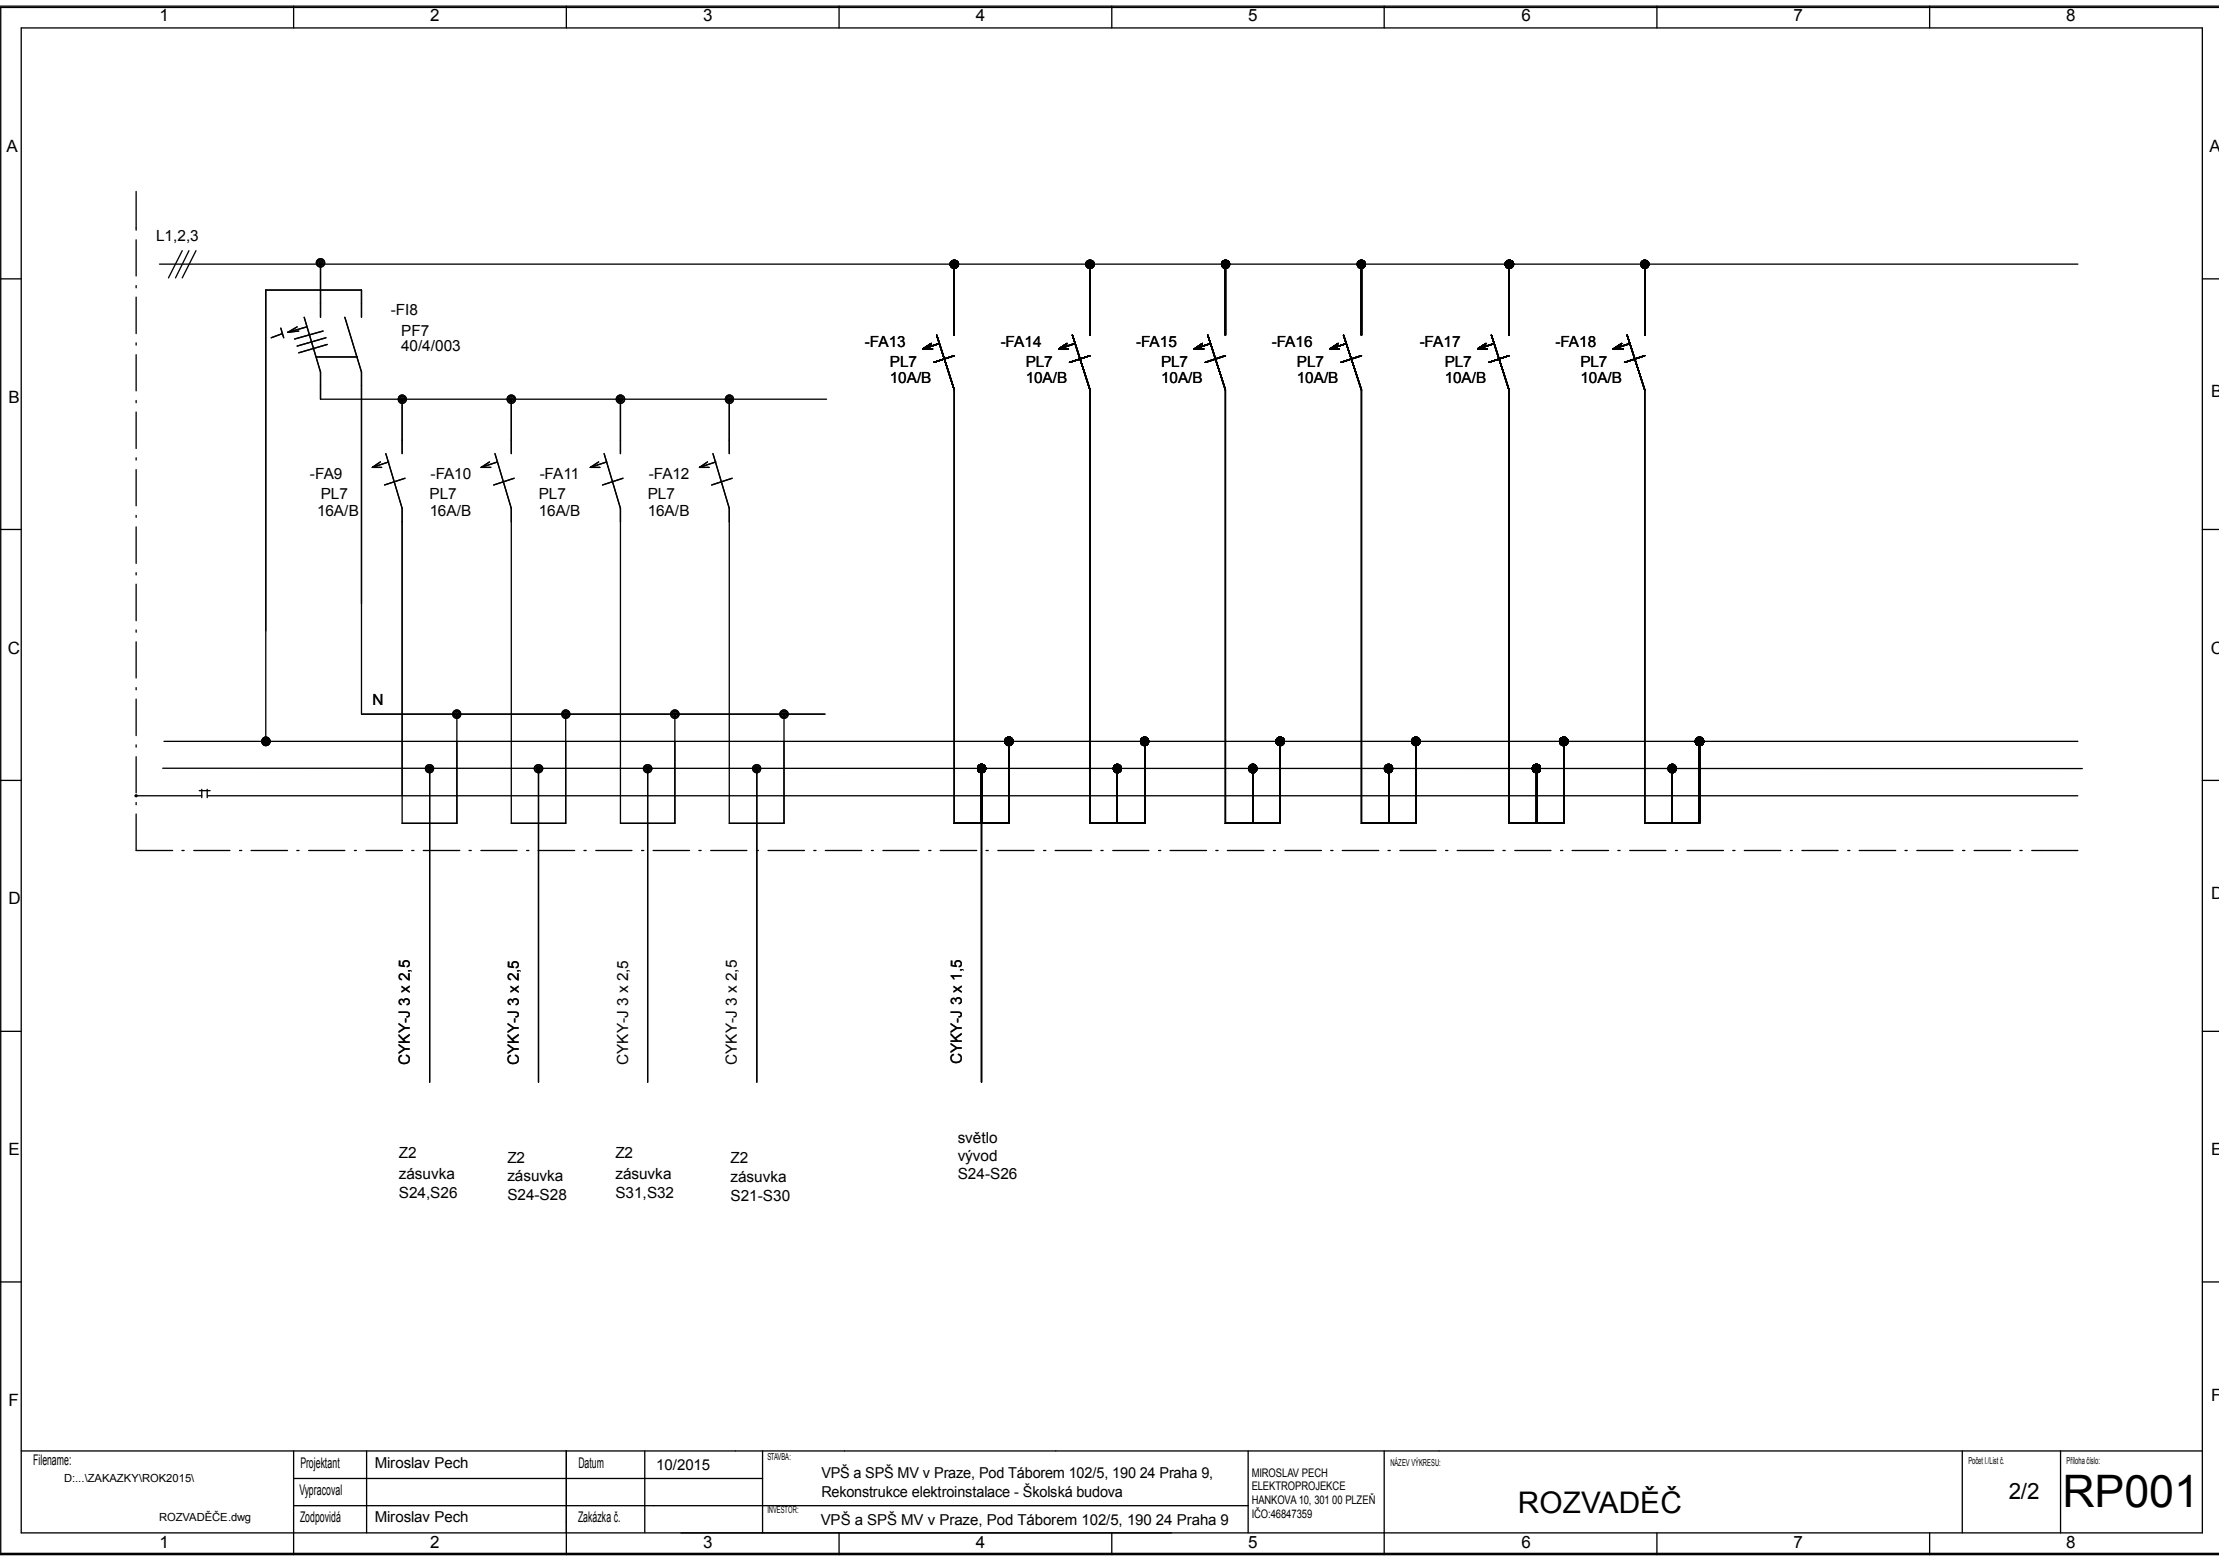 1 2 3 4 5 6 7 8
A A
L1,2,3
-FI8
PF7
40/4/003
-FA13
PL7
10A/B
-FA14
PL7
10A/B
-FA15
PL7
10A/B
-FA16
PL7
10A/B
-FA17
PL7
10A/B
-FA18
PL7
10A/B
B B
-FA9
PL7
16A/B
-FA10
PL7
16A/B
-FA11
PL7
16A/B
-FA12
PL7
16A/B
C C
N
D D
CYKY-J 3 x 2,5
CYKY-J 3 x 2,5
CYKY-J 3 x 2,5
CYKY-J 3 x 2,5
CYKY-J 3 x 1,5
E E
Z2
zásuvka
S24,S26
Z2
zásuvka
S24-S28
Z2
zásuvka
S31,S32
Z2
zásuvka
S21-S30
světlo
vývod
S24-S26
F F
Filename:
D:...\ZAKAZKY\ROK2015\
ROZVADĚČE.dwg
Projektant Miroslav Pech
Vypracoval
Zodpovídá Miroslav Pech
Datum 10/2015
Zakázka č.
STAVBA:
VPŠ a SPŠ MV v Praze, Pod Táborem 102/5, 190 24 Praha 9,
Rekonstrukce elektroinstalace - Školská budova
INVESTOR:
VPŠ a SPŠ MV v Praze, Pod Táborem 102/5, 190 24 Praha 9
MIROSLAV PECH
ELEKTROPROJEKCE
HANKOVA 10, 301 00 PLZEŇ
IČO:46847359
NÁZEV VÝKRESU:
ROZVADĚČ
Počet l./List č.
2/2
Příloha číslo:
RP001
1 2 3 4 5 6 7 8